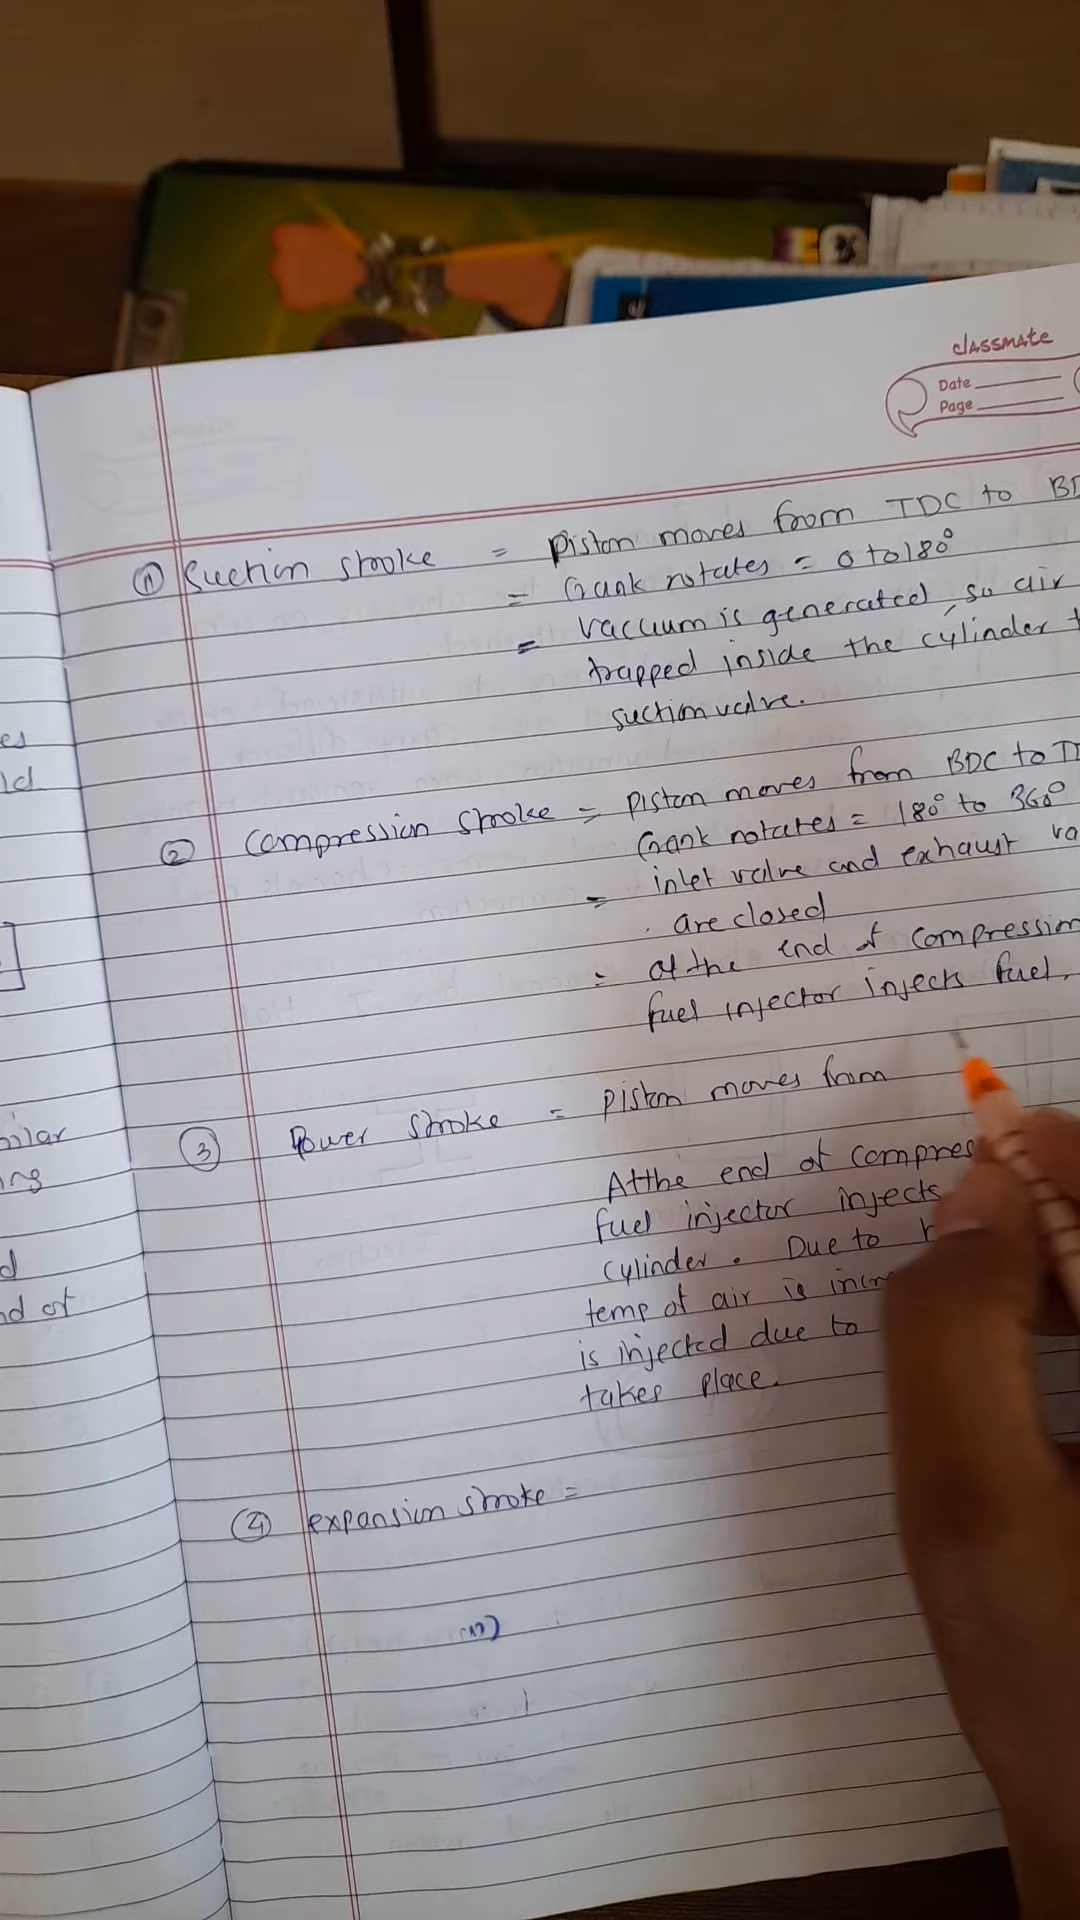 classmate
Date
Page
① Suction stroke = Piston moves from TDC to
= Crank rotates = 0 to 180°
= vaccum is generated, so air
trapped inside the cylinder
suction valve.
② Compression stroke = Piston moves from BDC to
Crank rotates = 180° to 360°
= inlet valve and exhaust
are closed
= at the end of compression
fuel injector injects fuel.
③ Power stroke = Piston moves from
At the end of
fuel injector injects
cylinder. Due to
temp of air is
is injected due to
takes place.
④ expansion stroke =